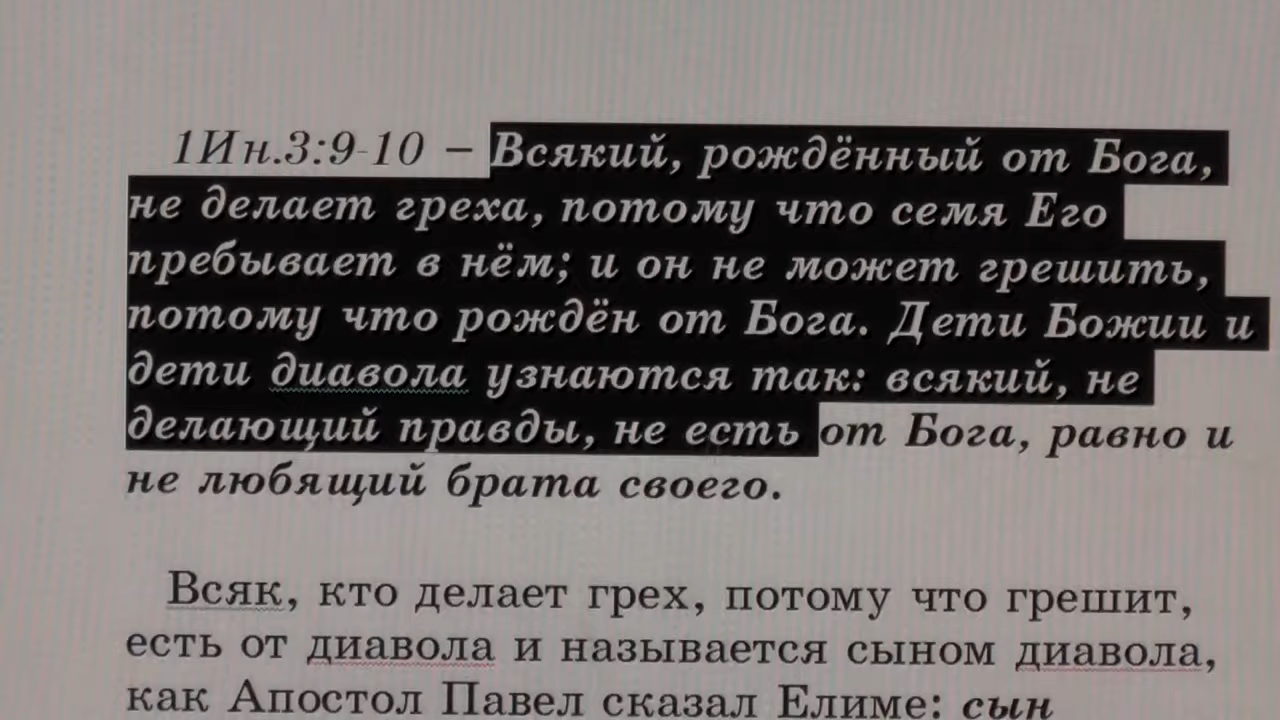 1Ин.3:9-10 – Всякий, рождённый от Бога,
не делает греха, потому что семя Его
пребывает в нём; и он не может грешить,
потому что рождён от Бога. Дети Божии и
дети диавола узнаются так: всякий, не
делающий правды, не есть от Бога, равно и
не любящий брата своего.
Всяк, кто делает грех, потому что грешит,
есть от диавола и называется сыном диавола,
как Апостол Павел сказал Елиме: сын